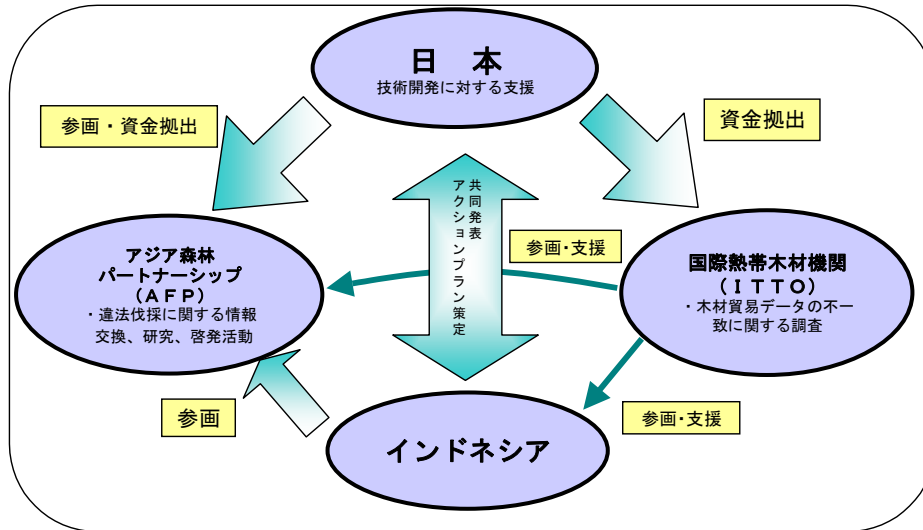 日　本
技術開発に対する支援
参画・資金拠出
資金拠出
共同発表
アクションプラン策定
参画・支援
アジア森林
パートナーシップ
（ＡＦＰ）
・違法伐採に関する情報
交換、研究、啓発活動
国際熱帯木材機関
（ＩＴＴＯ）
・木材貿易データの不一
致に関する調査
参画
参画・支援
インドネシア